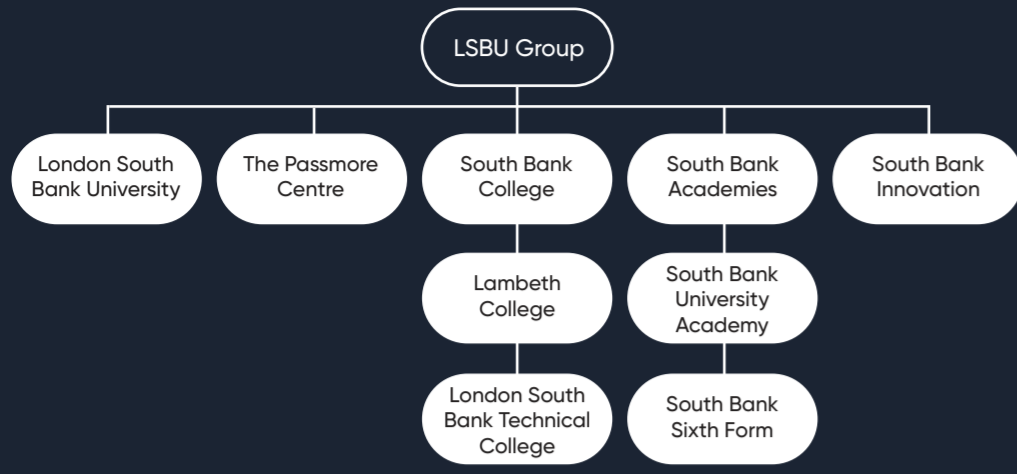 LSBU Group
London South
Bank University
The Passmore
Centre
South Bank
College
South Bank
Academies
South Bank
Innovation
Lambeth
College
South Bank
University
Academy
London South
Bank Technical
College
South Bank
Sixth Form